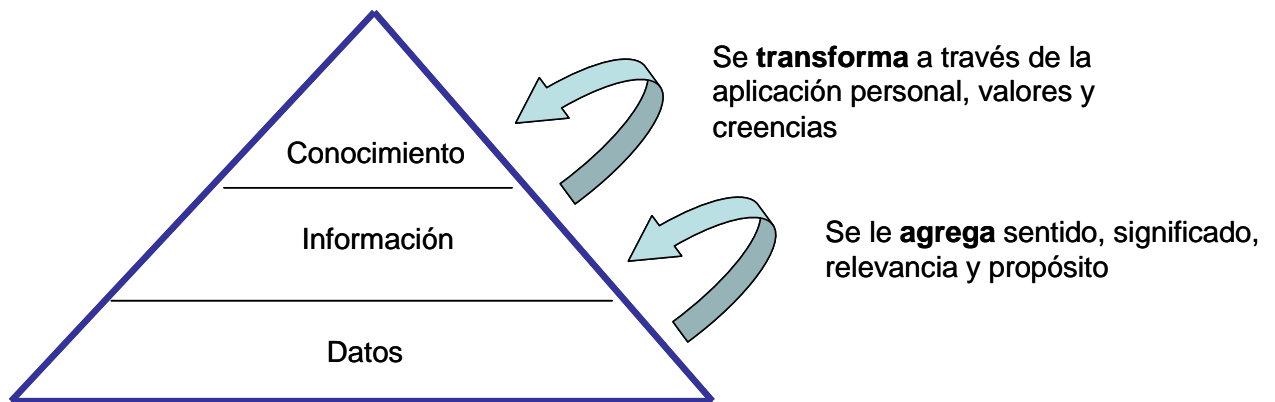 Se transforma a través de la
aplicación personal, valores y
creencias
Conocimiento
Información
Se le agrega sentido, significado,
relevancia y propósito
Datos